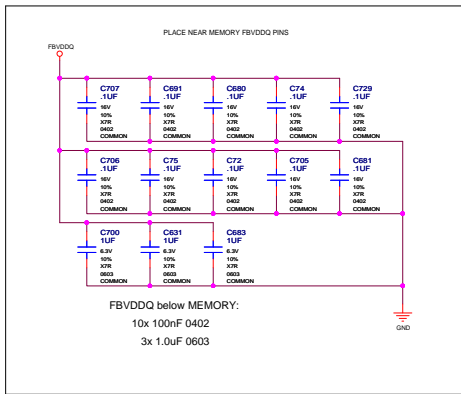 PLACE NEAR MEMORY FBVDDQ PINS
FBVDDQ
C707 C691 C680 C74 C729
.1UF .1UF .1UF .1UF .1UF
16V 16V 16V 16V 16V
10% 10% 10% 10% 10%
X7R X7R X7R X7R X7R
0402 0402 0402 0402 0402
COMMON COMMON COMMON COMMON COMMON
C706 C75 C72 C705 C681
.1UF .1UF .1UF .1UF .1UF
16V 16V 16V 16V 16V
10% 10% 10% 10% 10%
X7R X7R X7R X7R X7R
0402 0402 0402 0402 0402
COMMON COMMON COMMON COMMON COMMON
C700 C631 C683
1UF 1UF 1UF
6.3V 6.3V 6.3V
10% 10% 10%
X7R X7R X7R
0603 0603 0603
COMMON COMMON COMMON
FBVDDQ below MEMORY:
10x 100nF 0402
3x 1.0uF 0603
GND